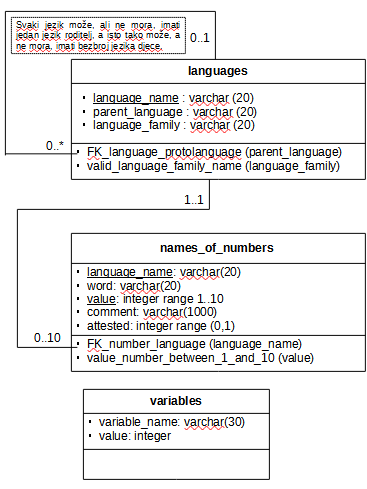 Svaki jezik može, ali ne mora, imati
jedan jezik roditelj, a isto tako može, a
ne mora, imati bezbroj jezika djece.
0..1
languages
• language_name : varchar (20)
• parent_language : varchar (20)
• language_family : varchar (20)
0..*
• FK_language_protolanguage (parent_language)
• valid_language_family_name (language_family)
1..1
names_of_numbers
• language_name: varchar(20)
• word: varchar(20)
• value: integer range 1..10
• comment: varchar(1000)
• attested: integer range (0,1)
0..10
• FK_number_language (language_name)
• value_number_between_1_and_10 (value)
variables
• variable_name: varchar(30)
• value: integer